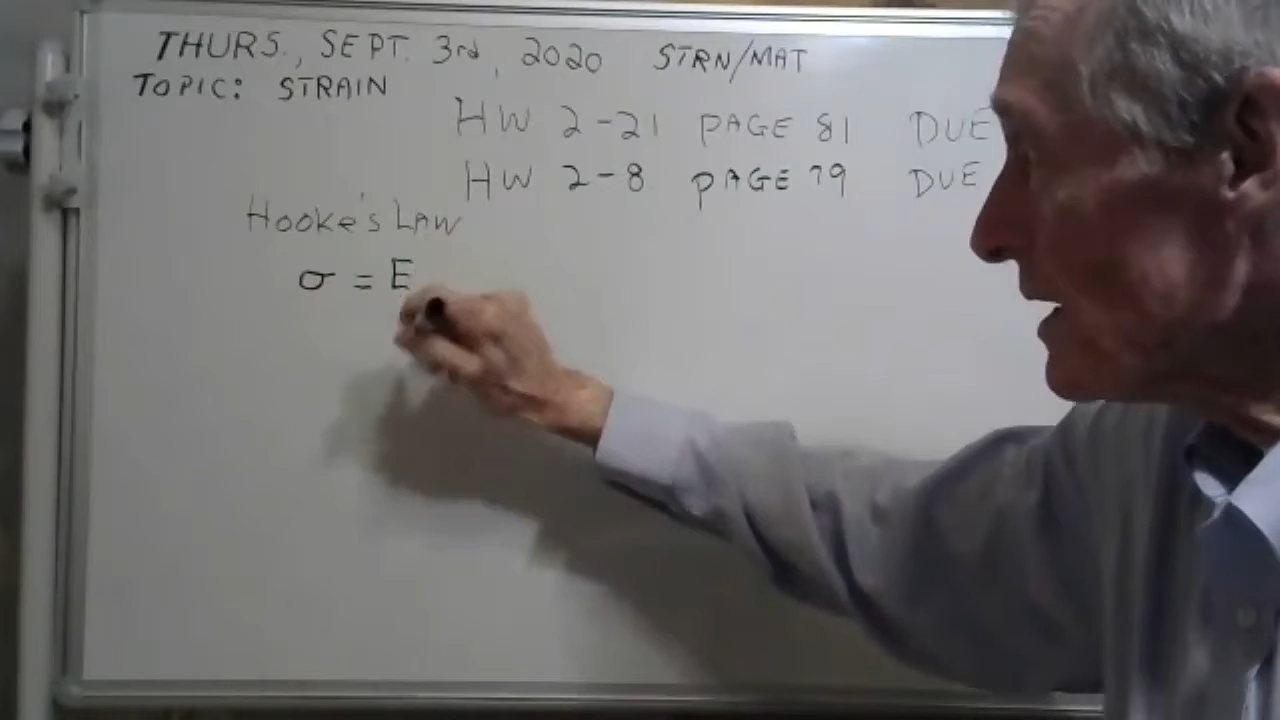 THURS., SEPT. 3rd, 2020 STRN/MAT
TOPIC: STRAIN
HW 2-21 PAGE 81 DUE
HW 2-8 PAGE 79 DUE
Hooke's LAW
σ = E